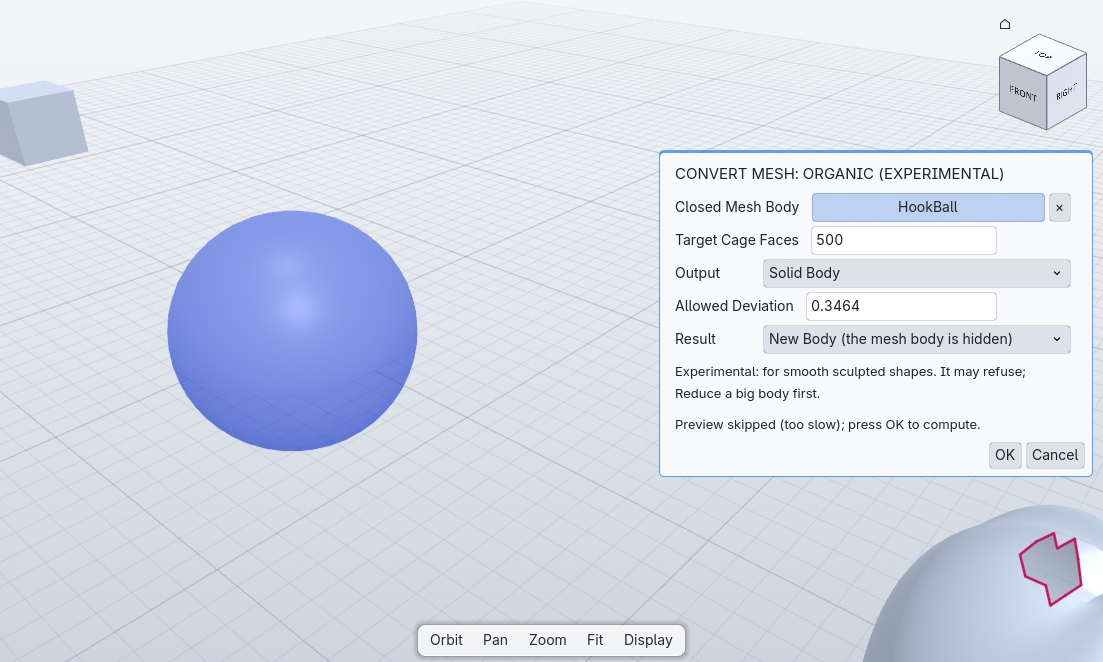 TOP
FRONT
RIGHT
CONVERT MESH: ORGANIC (EXPERIMENTAL)
Closed Mesh Body HookBall ×
Target Cage Faces 500
Output Solid Body
Allowed Deviation 0.3464
Result New Body (the mesh body is hidden)
Experimental: for smooth sculpted shapes. It may refuse;
Reduce a big body first.
Preview skipped (too slow); press OK to compute.
OK Cancel
Orbit Pan Zoom Fit Display